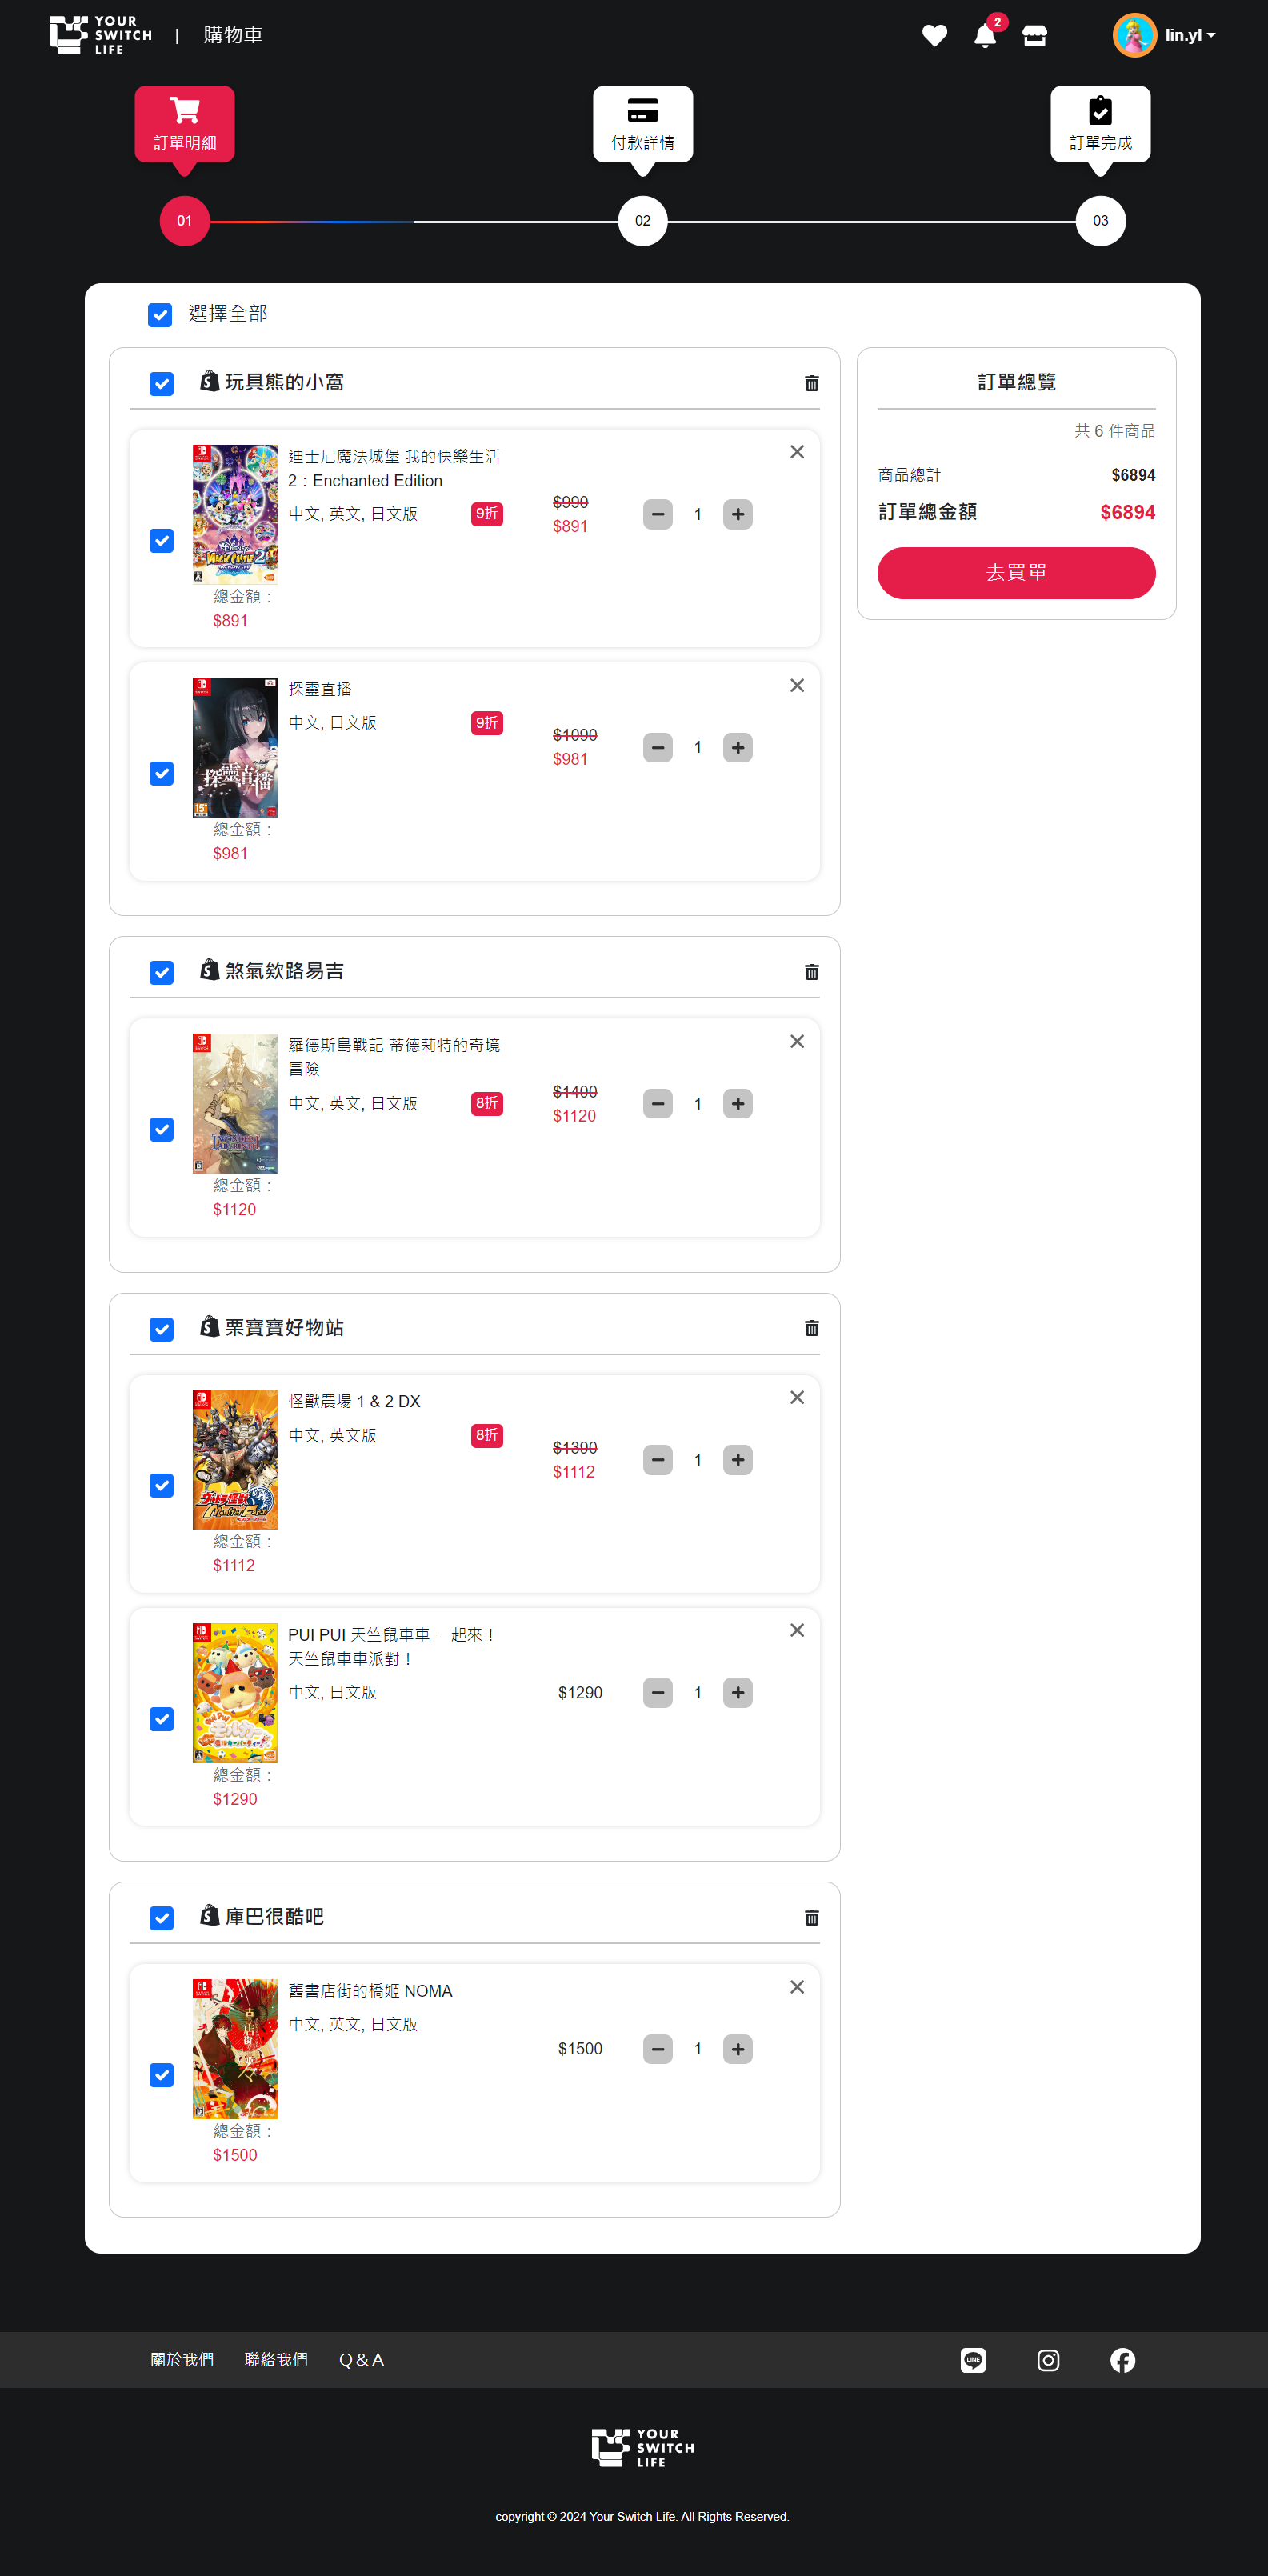 YOUR
SWITCH
LIFE
| 購物車
2
lin.yl
訂單明細
付款詳情
訂單完成
01
02
03
選擇全部
玩具熊的小窩
迪士尼魔法城堡 我的快樂生活
2：Enchanted Edition
中文, 英文, 日文版
9折
$990
$891
1
總金額：
$891
探靈直播
中文, 日文版
9折
$1090
$981
1
探靈直播
總金額：
$981
煞氣欸路易吉
羅德斯島戰記 蒂德莉特的奇境
冒險
中文, 英文, 日文版
8折
$1400
$1120
1
總金額：
$1120
栗寶寶好物站
怪獸農場 1 & 2 DX
中文, 英文版
8折
$1390
$1112
1
總金額：
$1112
PUI PUI 天竺鼠車車 一起來！
天竺鼠車車派對！
中文, 日文版
$1290
1
總金額：
$1290
庫巴很酷吧
舊書店街的橋姬 NOMA
中文, 英文, 日文版
$1500
1
總金額：
$1500
訂單總覽
共 6 件商品
商品總計
$6894
訂單總金額
$6894
去買單
關於我們
聯絡我們
Q & A
LINE
YOUR
SWITCH
LIFE
copyright © 2024 Your Switch Life. All Rights Reserved.